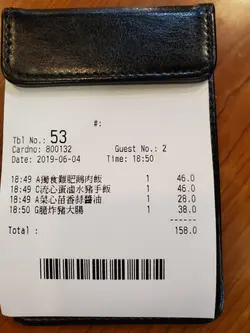 #:
Tbl No.: 53
Cardno: 800132 Guest No.: 2
Date: 2019-06-04 Time: 18:50
18:49 A獨食難肥鵝肉飯 1 46.0
18:49 C流心蛋滷水豬手飯 1 46.0
18:49 A菜心苗香蒜醬油 1 28.0
18:50 G脆炸豬大腸 1 38.0
Total : 158.0